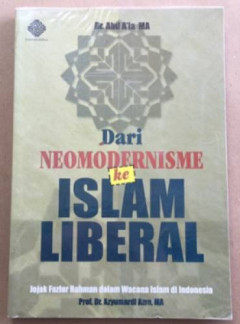 Dr. Abd A'la, MA
Dari
NEOMODERNISME
ke
ISLAM
LIBERAL
Jejak Fazlur Rahman dalam Wacana Islam di Indonesia
Prof. Dr. Azyumardi Azra, MA